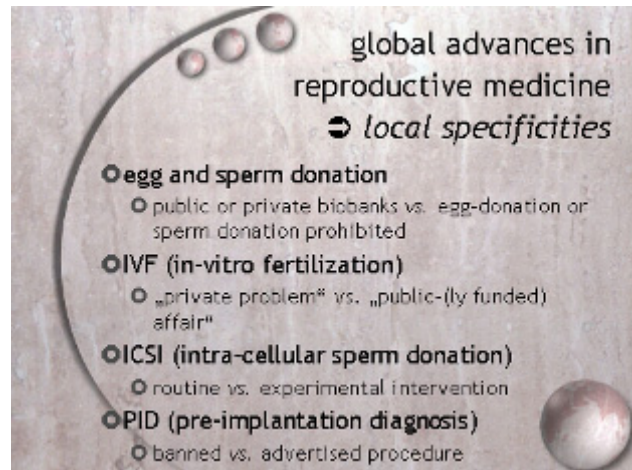 global advances in
reproductive medicine
➲ local specificities
egg and sperm donation
public or private biobanks vs. egg-donation or
sperm donation prohibited
IVF (in-vitro fertilization)
„private problem“ vs. „public-(ly funded)
affair“
ICSI (intra-cellular sperm donation)
routine vs. experimental intervention
PID (pre-implantation diagnosis)
banned vs. advertised procedure